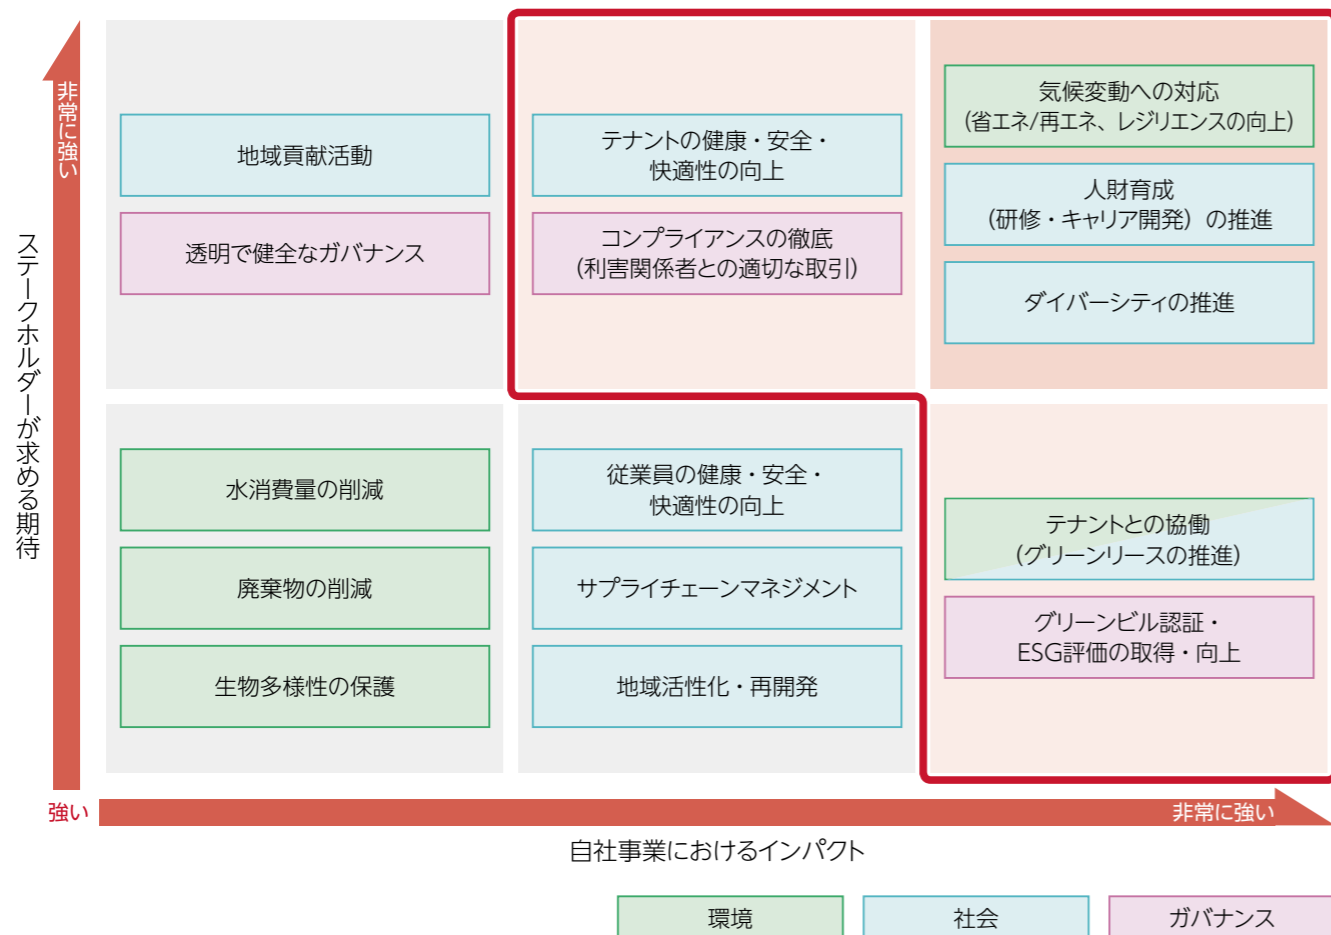 非常に強い
ステークホルダーが求める期待
地域貢献活動
透明で健全なガバナンス
テナントの健康・安全・
快適性の向上
コンプライアンスの徹底
(利害関係者との適切な取引)
気候変動への対応
(省エネ/再エネ、レジリエンスの向上)
人財育成
(研修・キャリア開発)の推進
ダイバーシティの推進
水消費量の削減
廃棄物の削減
生物多様性の保護
従業員の健康・安全・
快適性の向上
サプライチェーンマネジメント
地域活性化・再開発
テナントとの協働
(グリーンリースの推進)
グリーンビル認証・
ESG評価の取得・向上
強い
非常に強い
自社事業におけるインパクト
環境
社会
ガバナンス